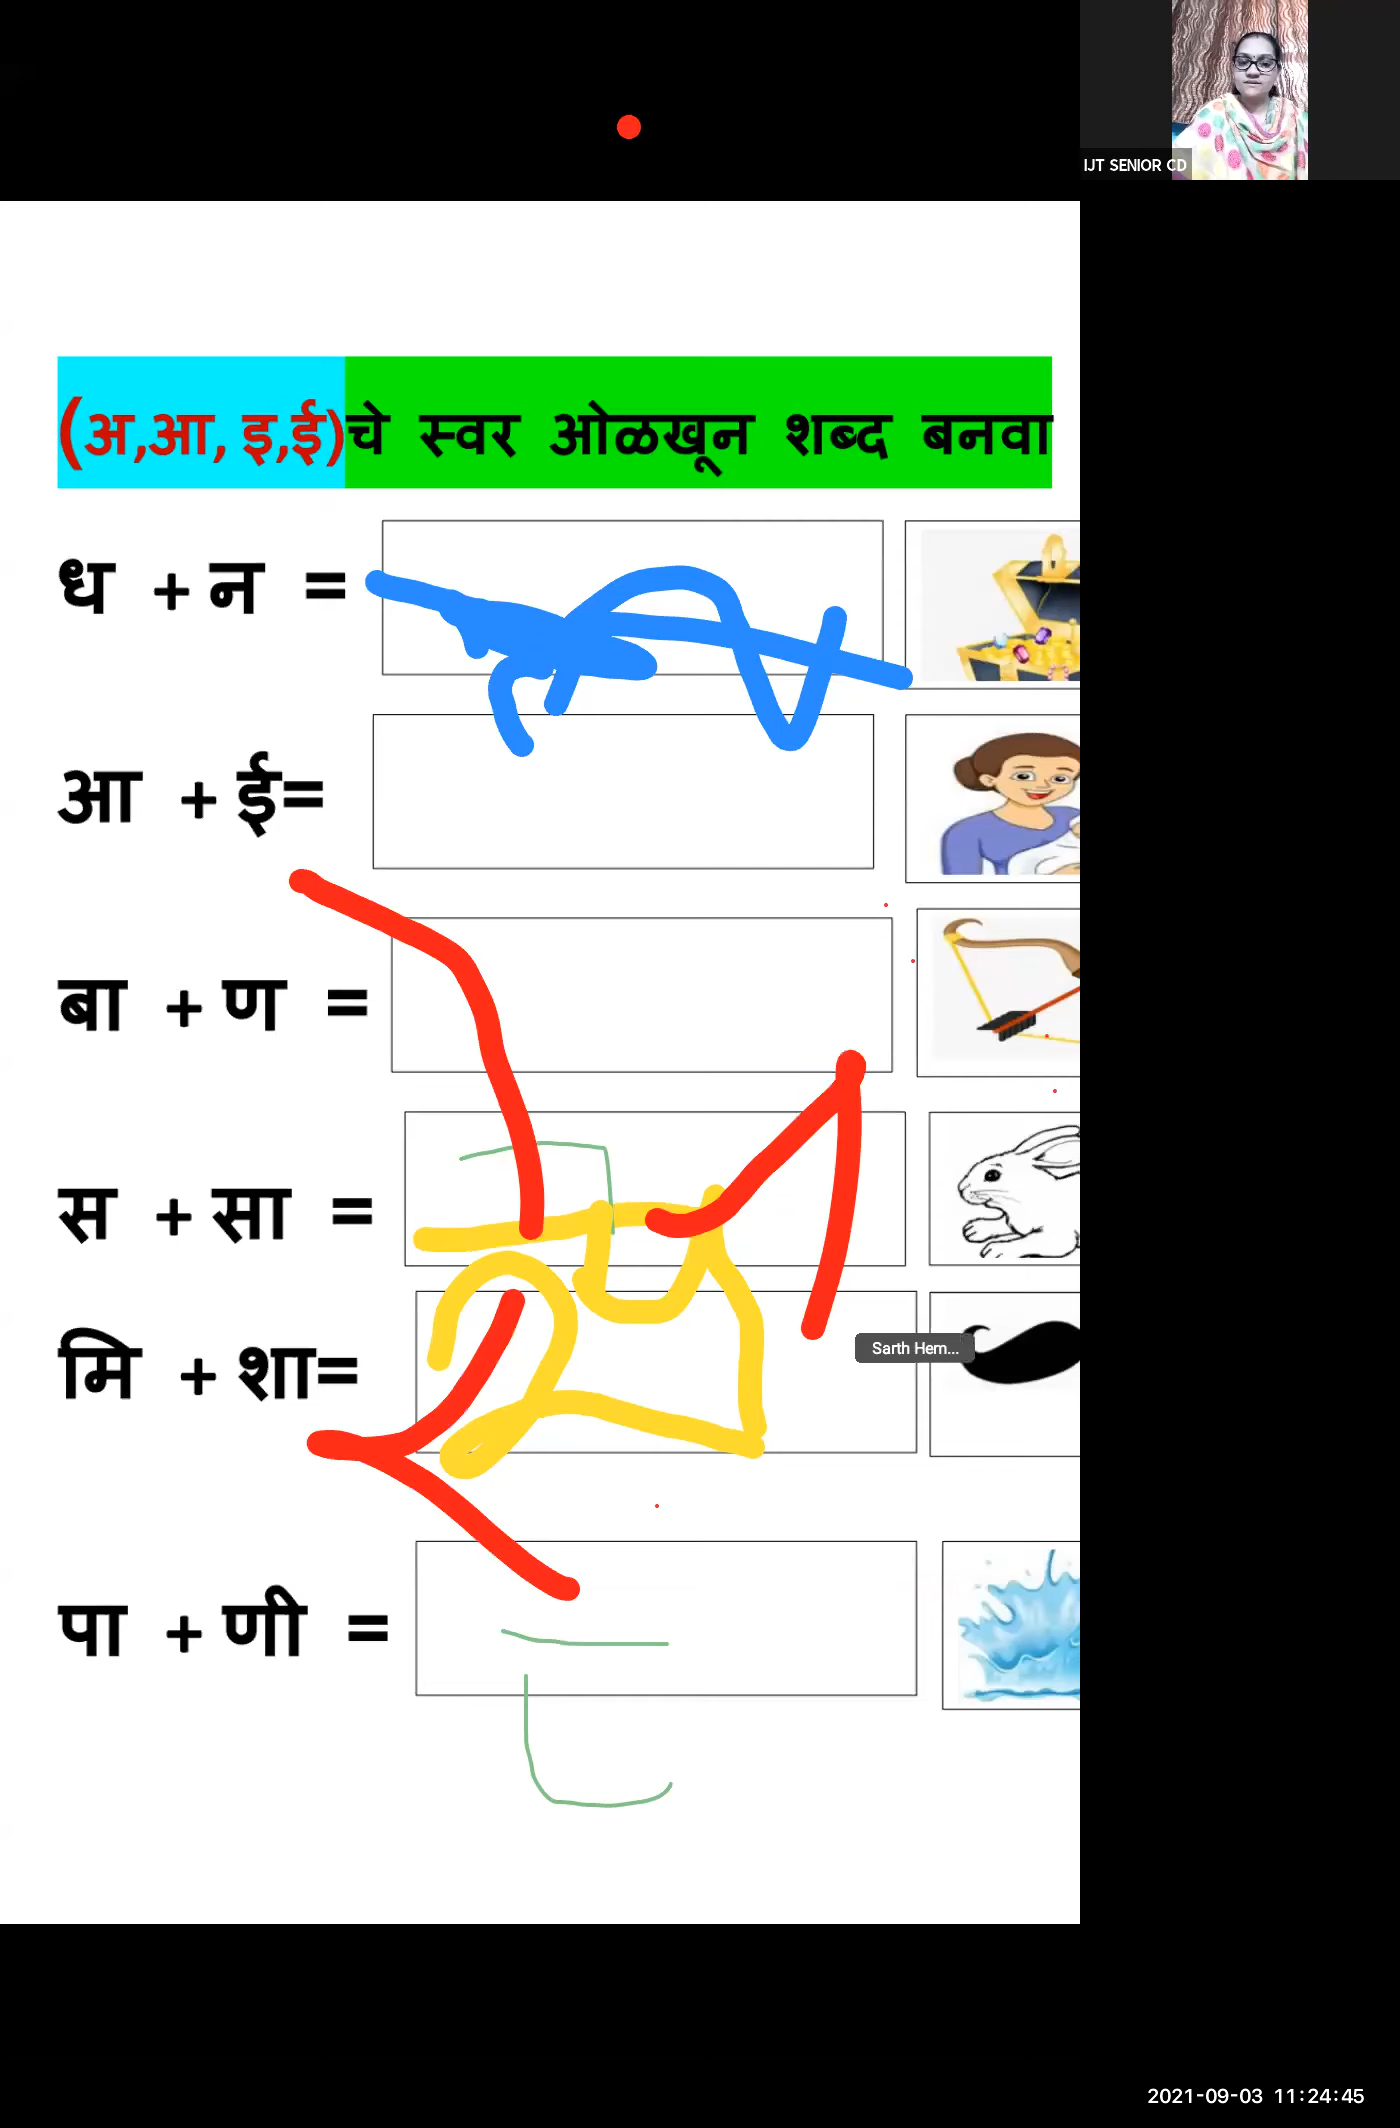 IJT SENIOR CD
(अ,आ, इ,ई)चे स्वर ओळखून शब्द बनवा
ध + न =
आ + ई=
बा + ण =
स + सा =
मि + शा=
Sarth Hem...
पा + णी =
2021-09-03 11:24:45